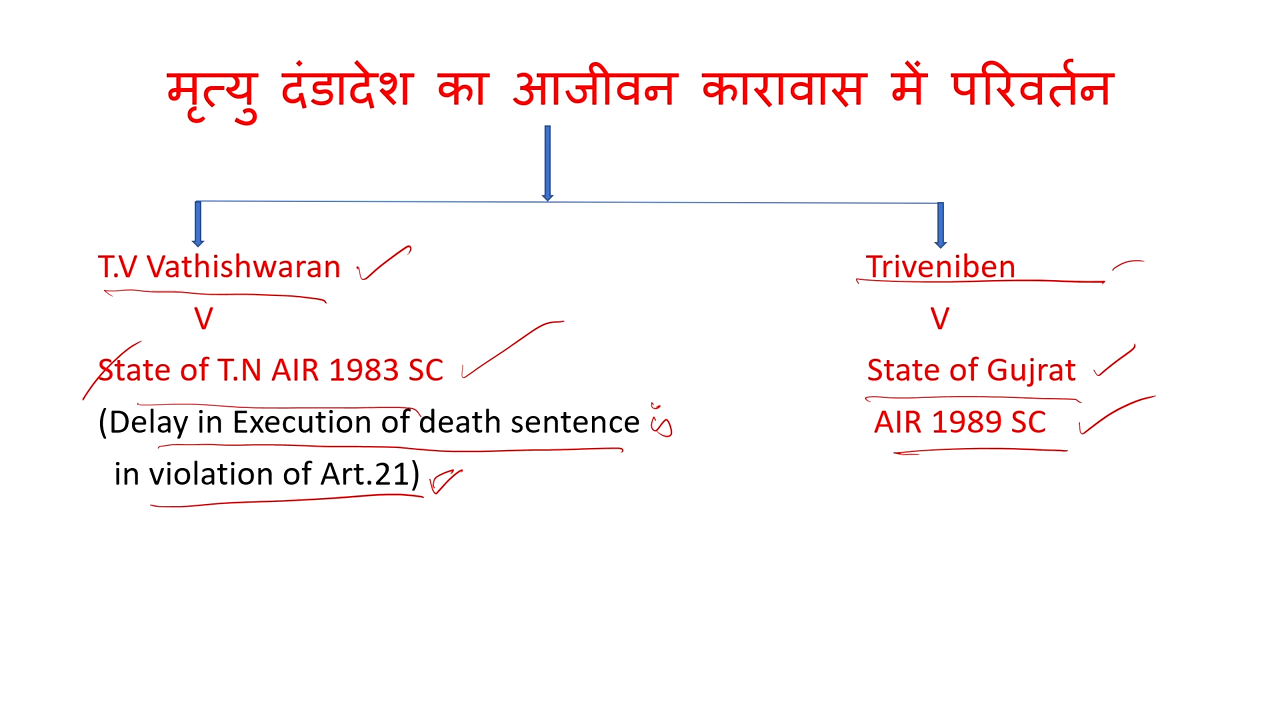 मृत्यु दंडादेश का आजीवन कारावास में परिवर्तन
T.V Vathishwaran
V
State of T.N AIR 1983 SC
(Delay in Execution of death sentence
in violation of Art.21)
Triveniben
V
State of Gujrat
AIR 1989 SC